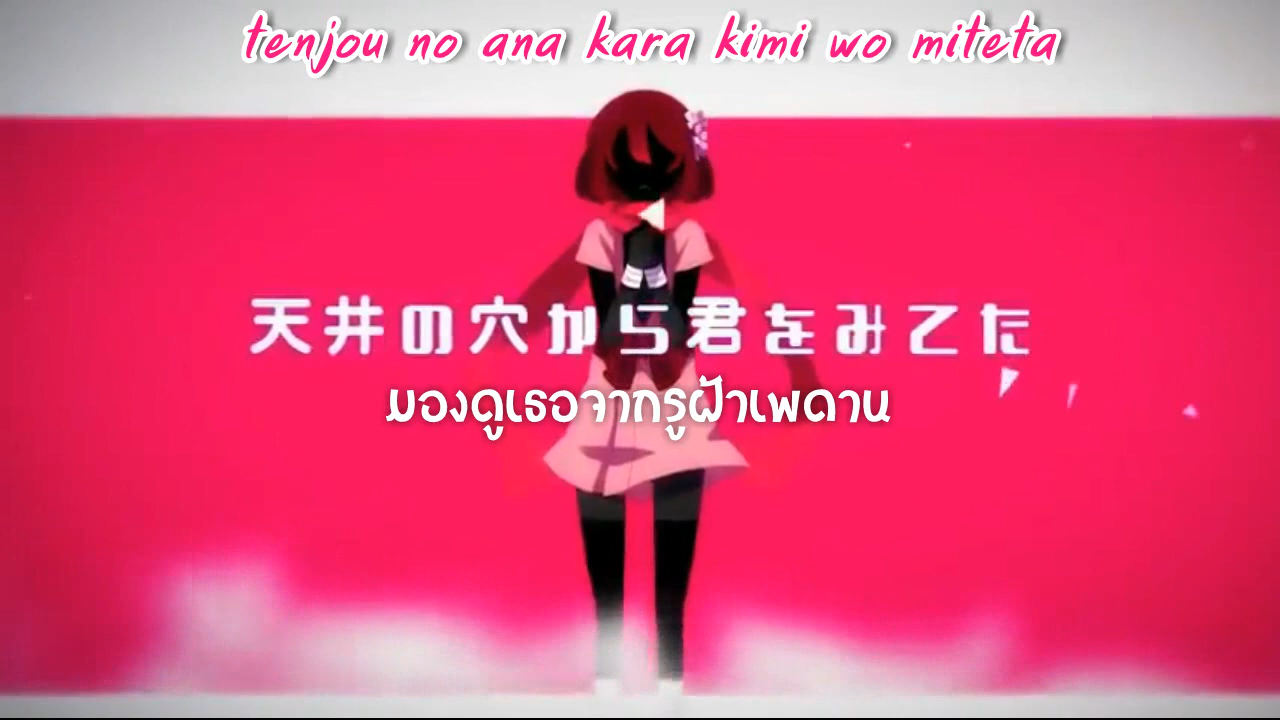 tenjou no ana kara kimi wo miteta
天井の穴から君をみてた
มองดูเธอจากรูฝ้าเพดาน